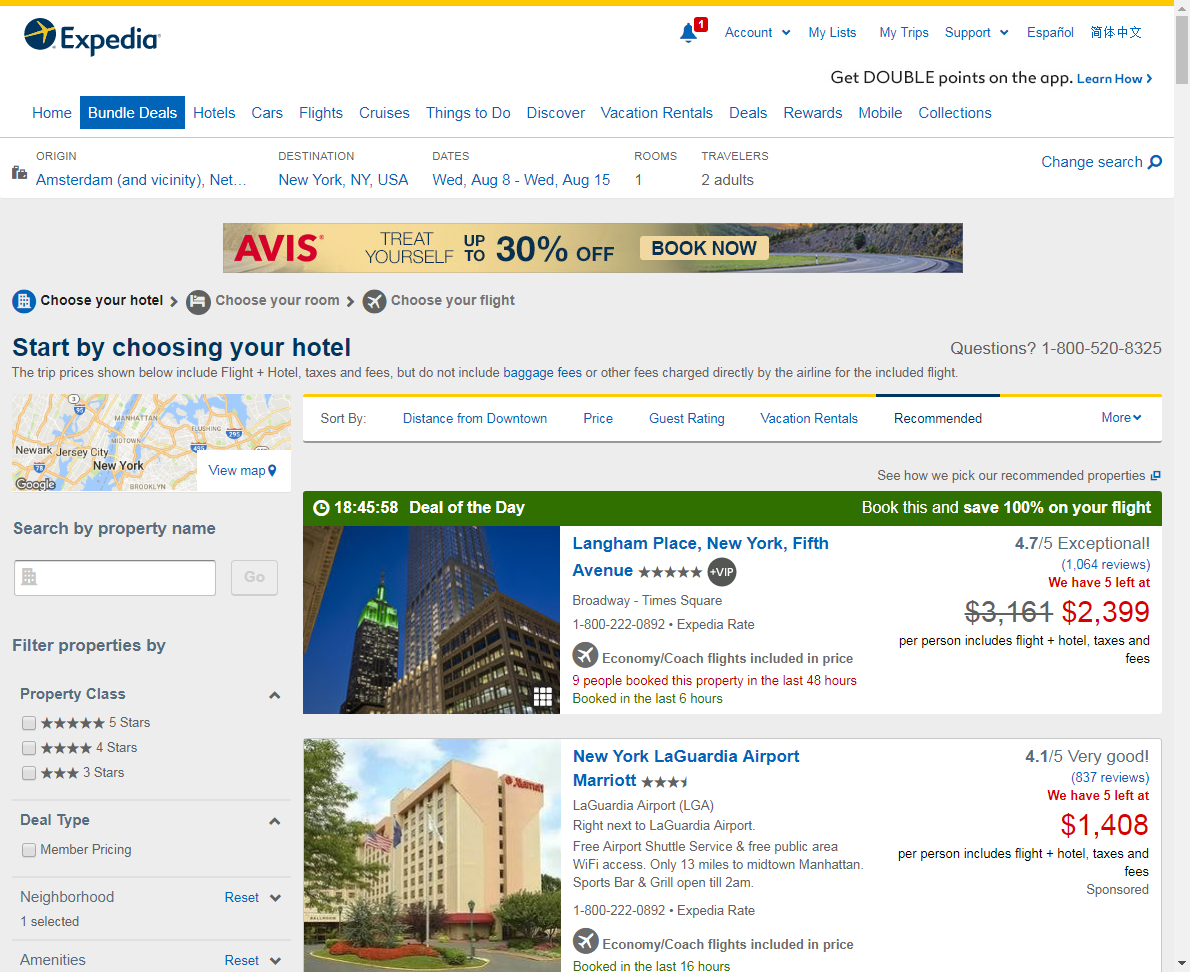 Expedia
1
Account
My Lists
My Trips
Support
Español
简体中文
Get DOUBLE points on the app. Learn How
Home
Bundle Deals
Hotels
Cars
Flights
Cruises
Things to Do
Discover
Vacation Rentals
Deals
Rewards
Mobile
Collections
ORIGIN
Amsterdam (and vicinity), Net…
DESTINATION
New York, NY, USA
DATES
Wed, Aug 8 - Wed, Aug 15
ROOMS
1
TRAVELERS
2 adults
Change search
AVIS
TREAT
YOURSELF
UP
TO
30% OFF
BOOK NOW
Choose your hotel
Choose your room
Choose your flight
Start by choosing your hotel
Questions? 1-800-520-8325
The trip prices shown below include Flight + Hotel, taxes and fees, but do not include baggage fees or other fees charged directly by the airline for the included flight.
3
95
MANHATTAN
FLUSHING
MIDTOWN
295
495
Newark
Jersey City
78
New York
Google
BROOKLYN
View map
Sort By:
Distance from Downtown
Price
Guest Rating
Vacation Rentals
Recommended
More
See how we pick our recommended properties
Search by property name
Go
Filter properties by
Property Class
5 Stars
4 Stars
3 Stars
Deal Type
Member Pricing
Neighborhood
Reset
1 selected
Amenities
Reset
18:45:58 Deal of the Day
Book this and save 100% on your flight
Langham Place, New York, Fifth
Avenue
+VIP
Broadway - Times Square
1-800-222-0892 • Expedia Rate
Economy/Coach flights included in price
9 people booked this property in the last 48 hours
Booked in the last 6 hours
4.7/5 Exceptional!
(1,064 reviews)
We have 5 left at
$3,161 $2,399
per person includes flight + hotel, taxes and
fees
Marriott
New York LaGuardia Airport
Marriott
LaGuardia Airport (LGA)
Right next to LaGuardia Airport.
Free Airport Shuttle Service & free public area
WiFi access. Only 13 miles to midtown Manhattan.
Sports Bar & Grill open till 2am.
1-800-222-0892 • Expedia Rate
Economy/Coach flights included in price
Booked in the last 16 hours
4.1/5 Very good!
(837 reviews)
We have 5 left at
$1,408
per person includes flight + hotel, taxes and
fees
Sponsored